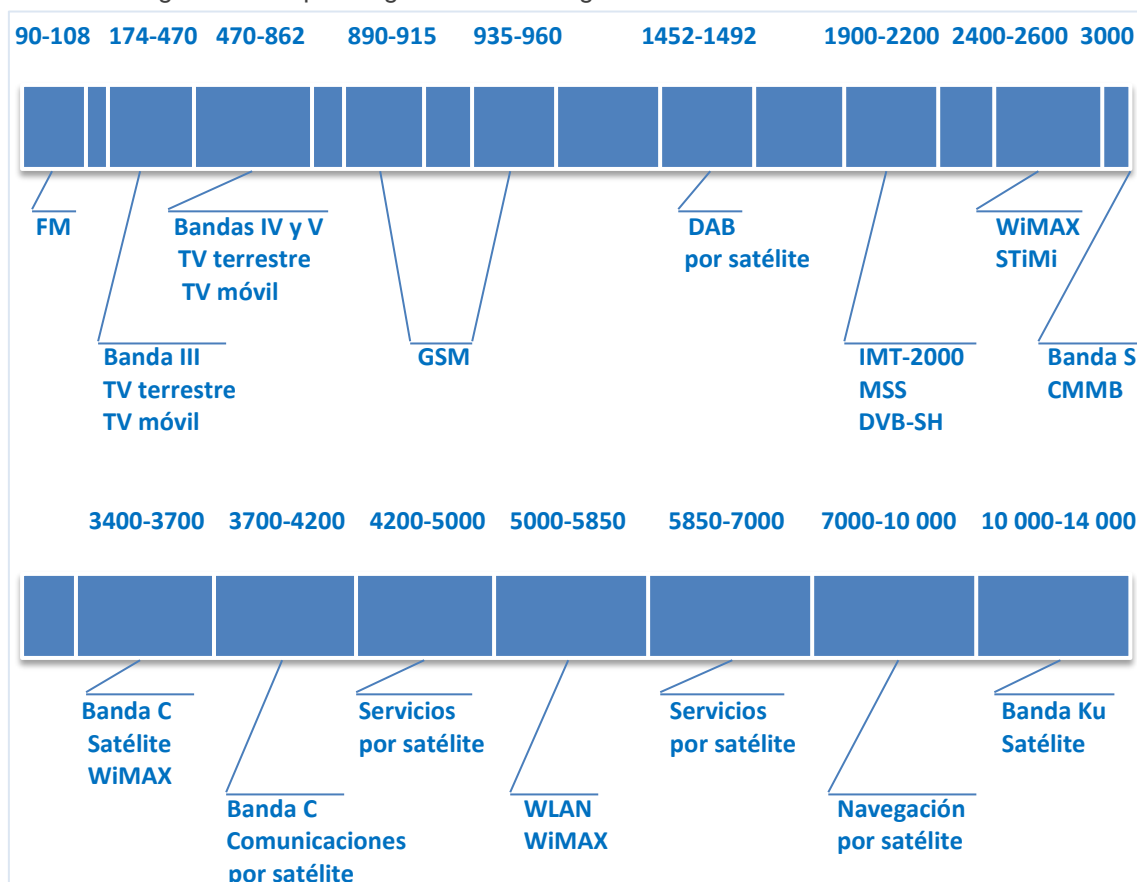 90-108 174-470 470-862 890-915 935-960 1452-1492 1900-2200 2400-2600 3000
FM
Bandas IV y V
TV terrestre
TV móvil
DAB
por satélite
WiMAX
STiMi
Banda III
TV terrestre
TV móvil
GSM
IMT-2000
MSS
DVB-SH
Banda S
CMMB
3400-3700 3700-4200 4200-5000 5000-5850 5850-7000 7000-10 000 10 000-14 000
Banda C
Satélite
WiMAX
Servicios
por satélite
Servicios
por satélite
Banda Ku
Satélite
Banda C
Comunicaciones
por satélite
WLAN
WiMAX
Navegación
por satélite